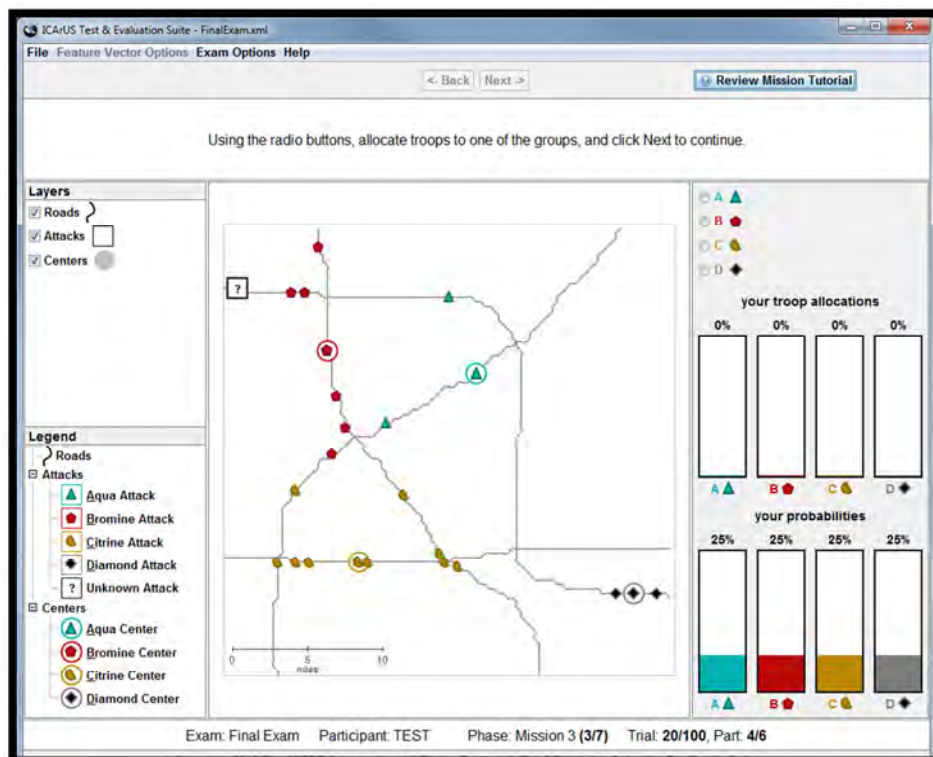 ICArUS Test & Evaluation Suite - FinalExam.xml
File Feature Vector Options Exam Options Help
<- Back Next -> Review Mission Tutorial
Using the radio buttons, allocate troops to one of the groups, and click Next to continue.
Layers
Roads
Attacks
Centers
Legend
Roads
Attacks
Aqua Attack
Bromine Attack
Citrine Attack
Diamond Attack
? Unknown Attack
Centers
Aqua Center
Bromine Center
Citrine Center
Diamond Center
?
0 5 10
miles
A
B
C
D
your troop allocations
0% 0% 0% 0%
A B C D
your probabilities
25% 25% 25% 25%
A B C D
Exam: Final Exam Participant: TEST Phase: Mission 3 (3/7) Trial: 20/100, Part: 4/6